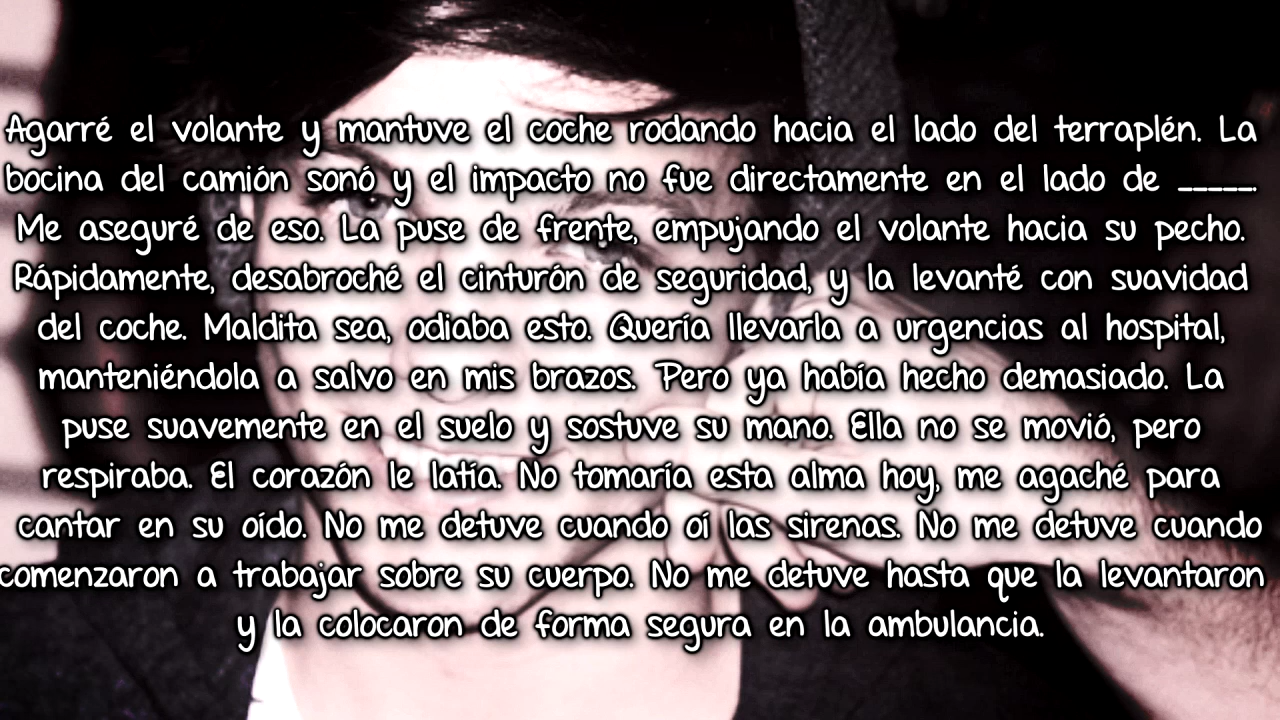 Agarré el volante y mantuve el coche rodando hacia el lado del terraplén. La
bocina del camión sonó y el impacto no fue directamente en el lado de _____.
Me aseguré de eso. La puse de frente, empujando el volante hacia su pecho.
Rápidamente, desabroché el cinturón de seguridad, y la levanté con suavidad
del coche. Maldita sea, odiaba esto. Quería llevarla a urgencias al hospital,
manteniéndola a salvo en mis brazos. Pero ya había hecho demasiado. La
puse suavemente en el suelo y sostuve su mano. Ella no se movió, pero
respiraba. El corazón le latía. No tomaría esta alma hoy, me agaché para
cantar en su oído. No me detuve cuando oí las sirenas. No me detuve cuando
comenzaron a trabajar sobre su cuerpo. No me detuve hasta que la levantaron
y la colocaron de forma segura en la ambulancia.